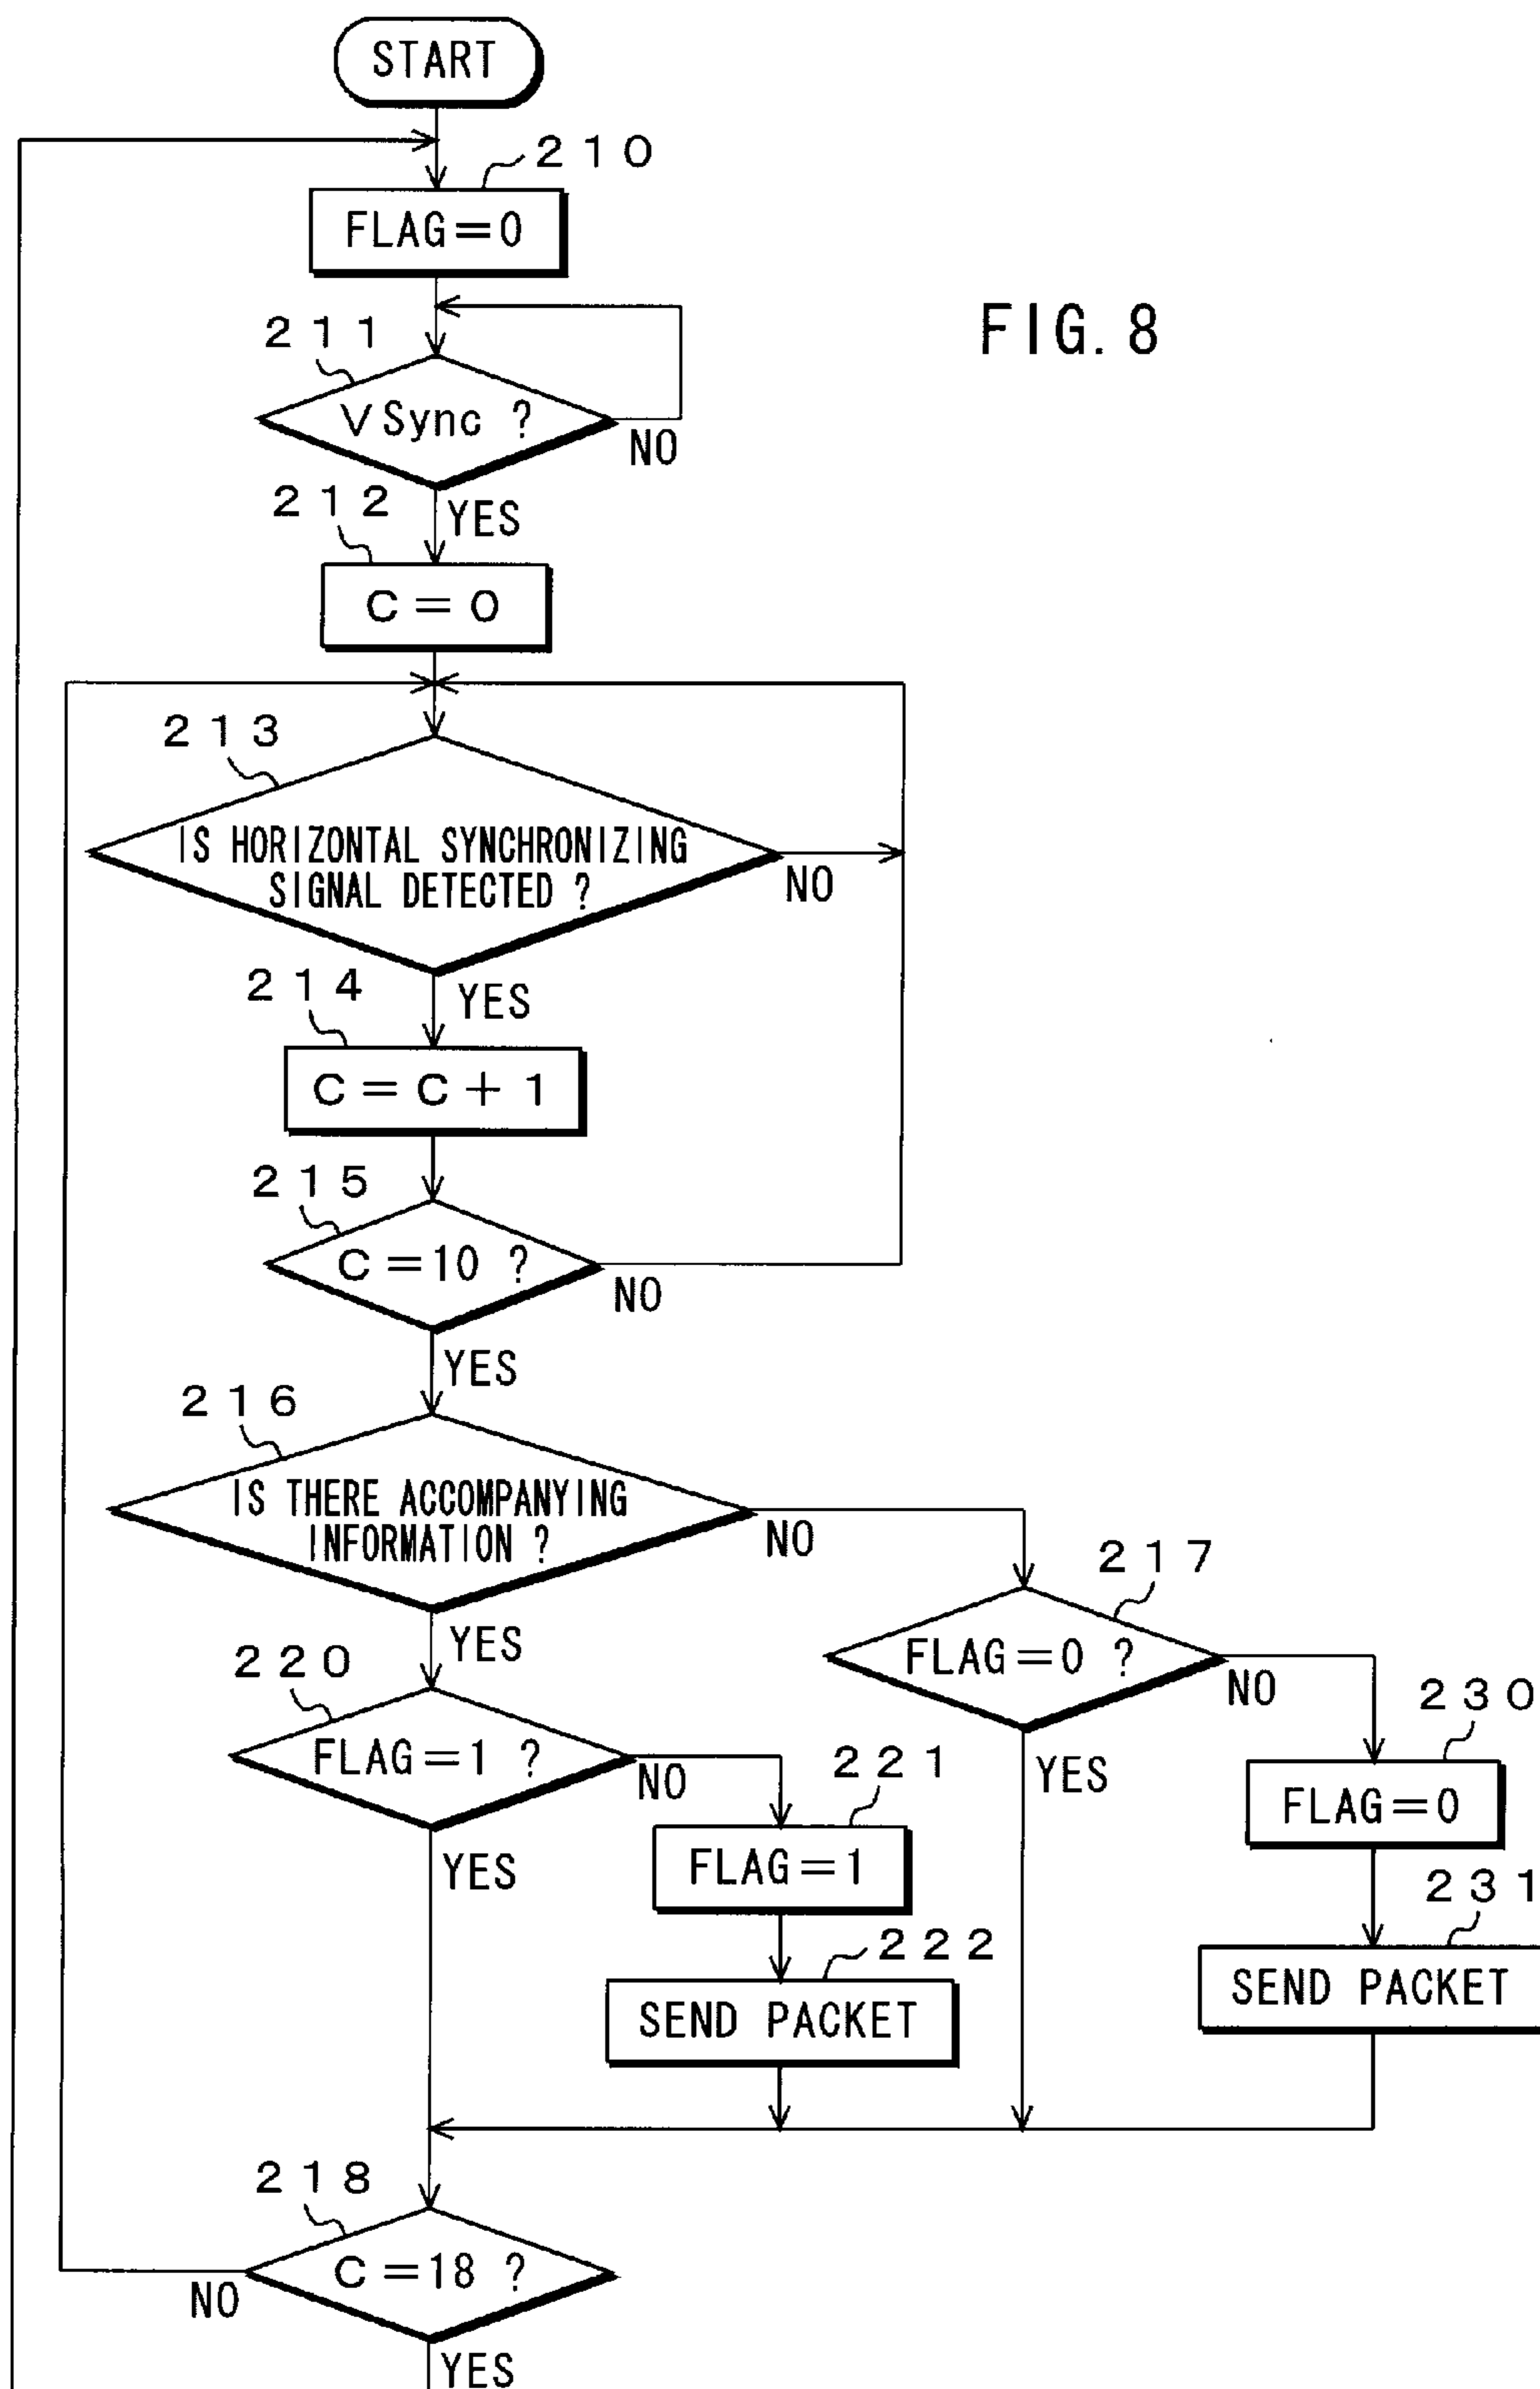 START
210
FLAG=0
FIG. 8
211
VSync ?
NO
212
YES
C=0
213
IS HORIZONTAL SYNCHRONIZING
SIGNAL DETECTED ?
NO
214
YES
C=C+1
215
C=10 ?
NO
YES
216
IS THERE ACCOMPANYING
INFORMATION ?
NO
217
FLAG=0 ?
NO
YES
220
YES
FLAG=1 ?
NO
221
FLAG=1
230
FLAG=0
YES
222
SEND PACKET
231
SEND PACKET
218
C=18 ?
NO
YES